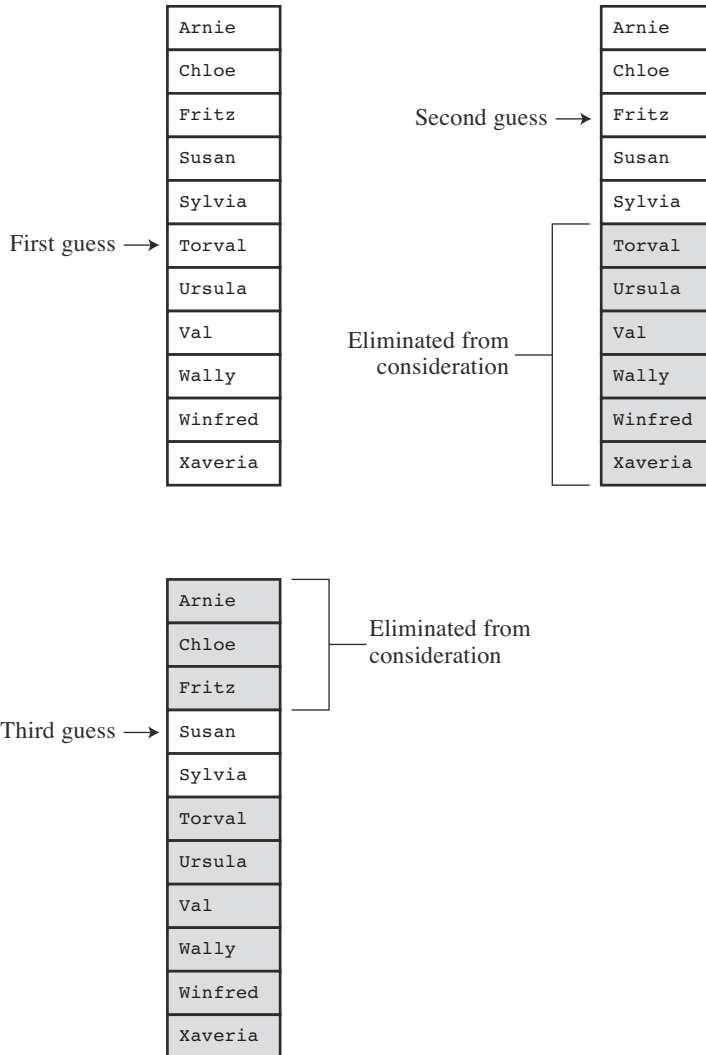 Arnie
Chloe
Fritz
Susan
Sylvia
First guess
Torval
Ursula
Val
Wally
Winfred
Xaveria
Arnie
Chloe
Second guess
Fritz
Susan
Sylvia
Torval
Ursula
Eliminated from
consideration
Val
Wally
Winfred
Xaveria
Arnie
Chloe
Fritz
Eliminated from
consideration
Third guess
Susan
Sylvia
Torval
Ursula
Val
Wally
Winfred
Xaveria